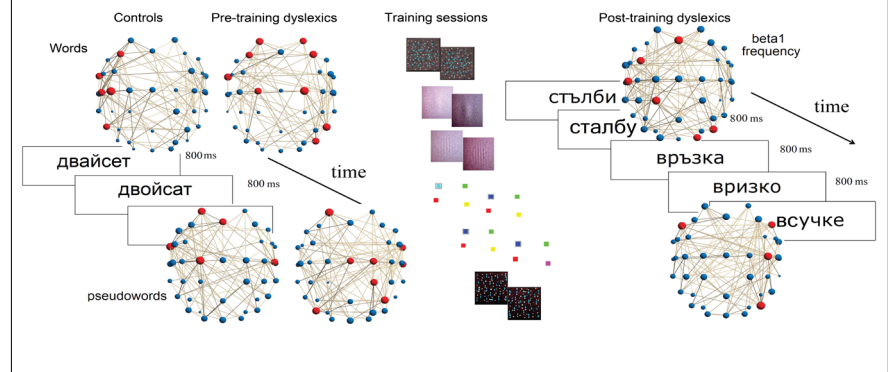 Controls
Pre-training dyslexics
Training sessions
Post-training dyslexics
Words
beta1
frequency
стълби
time
сталбу
800 ms
800 ms
връзка
800 ms
двайсет
time
800 ms
двойсат
800 ms
вризко
всучке
pseudowords